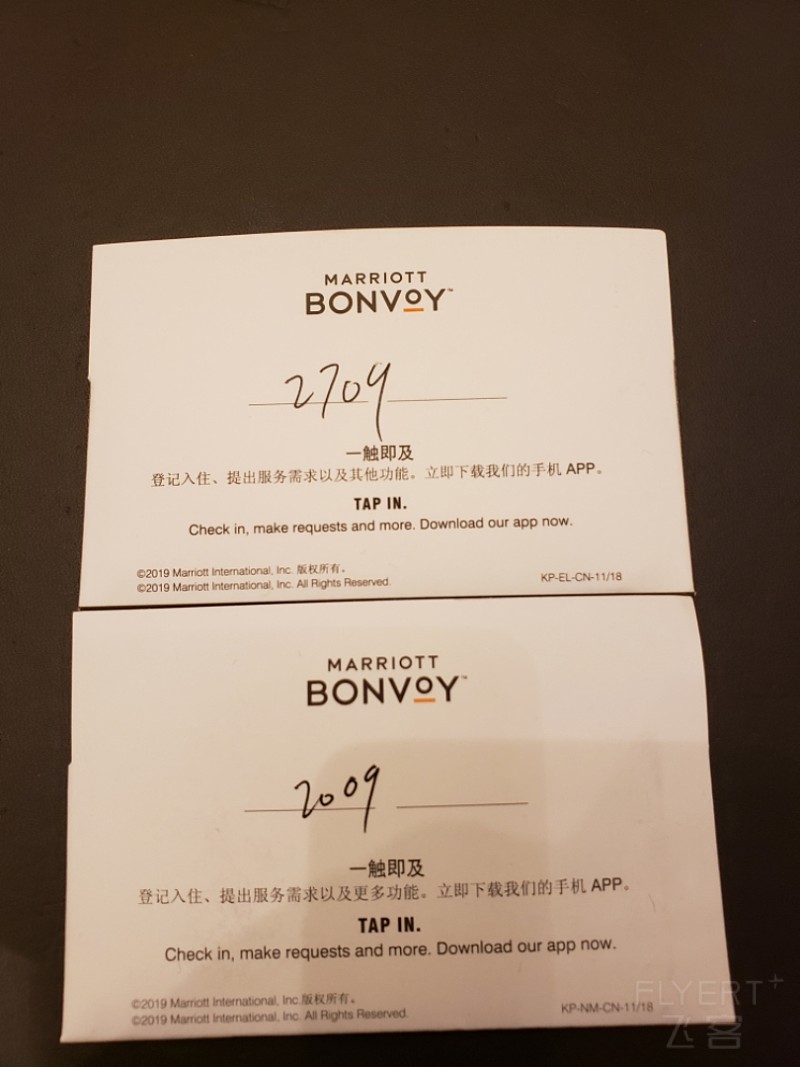 MARRIOTT
BONVOY™
2709
一触即及
登记入住、提出服务需求以及其他功能。立即下载我们的手机 APP。
TAP IN.
Check in, make requests and more. Download our app now.
©2019 Marriott International, Inc. 版权所有。
©2019 Marriott International, Inc. All Rights Reserved.
KP-EL-CN-11/18
MARRIOTT
BONVOY™
2009
一触即及
登记入住、提出服务需求以及更多功能。立即下载我们的手机 APP。
TAP IN.
Check in, make requests and more. Download our app now.
©2019 Marriott International, Inc.版权所有。
©2019 Marriott International, Inc. All Rights Reserved.
KP-NM-CN-11/18
FLYERT+
飞客